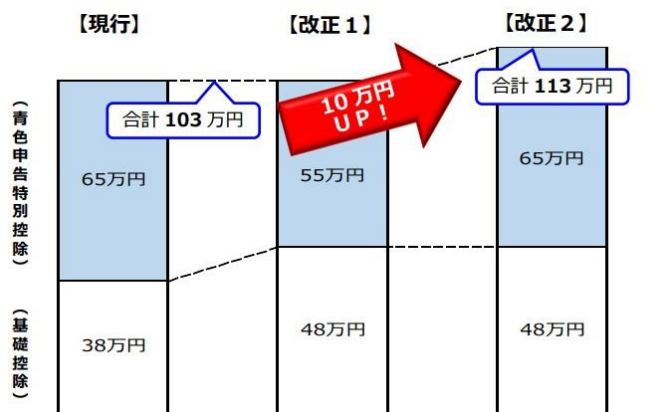 【現行】
【改正１】
【改正２】
10 万円
UP！
合計 103 万円
合計 113 万円
（青色申告特別控除）
65万円
55万円
65万円
（基礎控除）
38万円
48万円
48万円